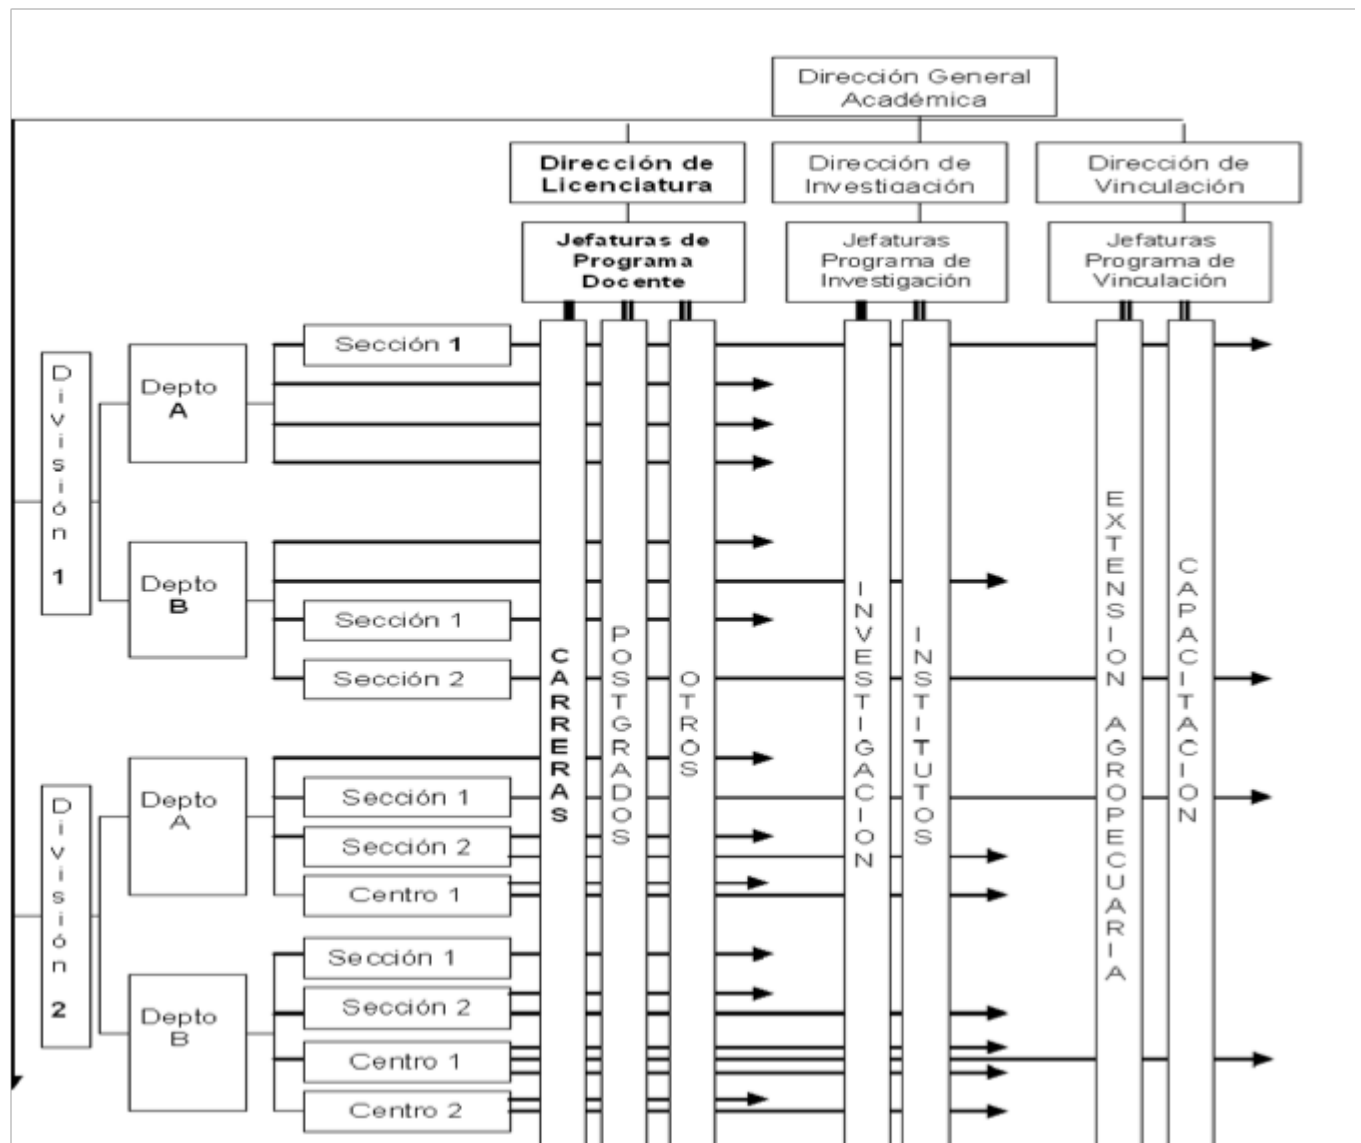 Dirección General
Académica
Dirección de
Licenciatura
Dirección de
Investigación
Dirección de
Vinculación
Jefaturas de
Programa
Docente
Jefaturas
Programa de
Investigación
Jefaturas
Programa de
Vinculación
División 1
Depto
A
Sección 1
Depto
B
Sección 1
Sección 2
División 2
Depto
A
Sección 1
Sección 2
Centro 1
Depto
B
Sección 1
Sección 2
Centro 1
Centro 2
CARRERAS
POSTGRADOS
OTROS
INVESTIGACION
INSTITUTOS
EXTENSION AGROPECUARIA
CAPACITACION